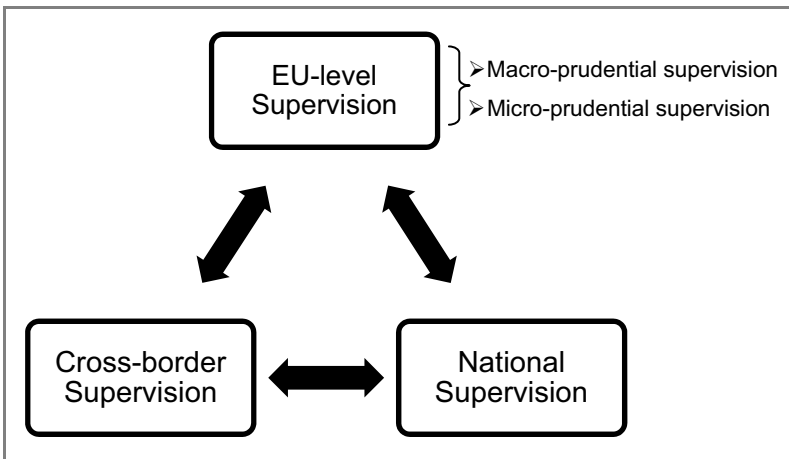 EU-level
Supervision
➢Macro-prudential supervision
➢Micro-prudential supervision
Cross-border
Supervision
National
Supervision